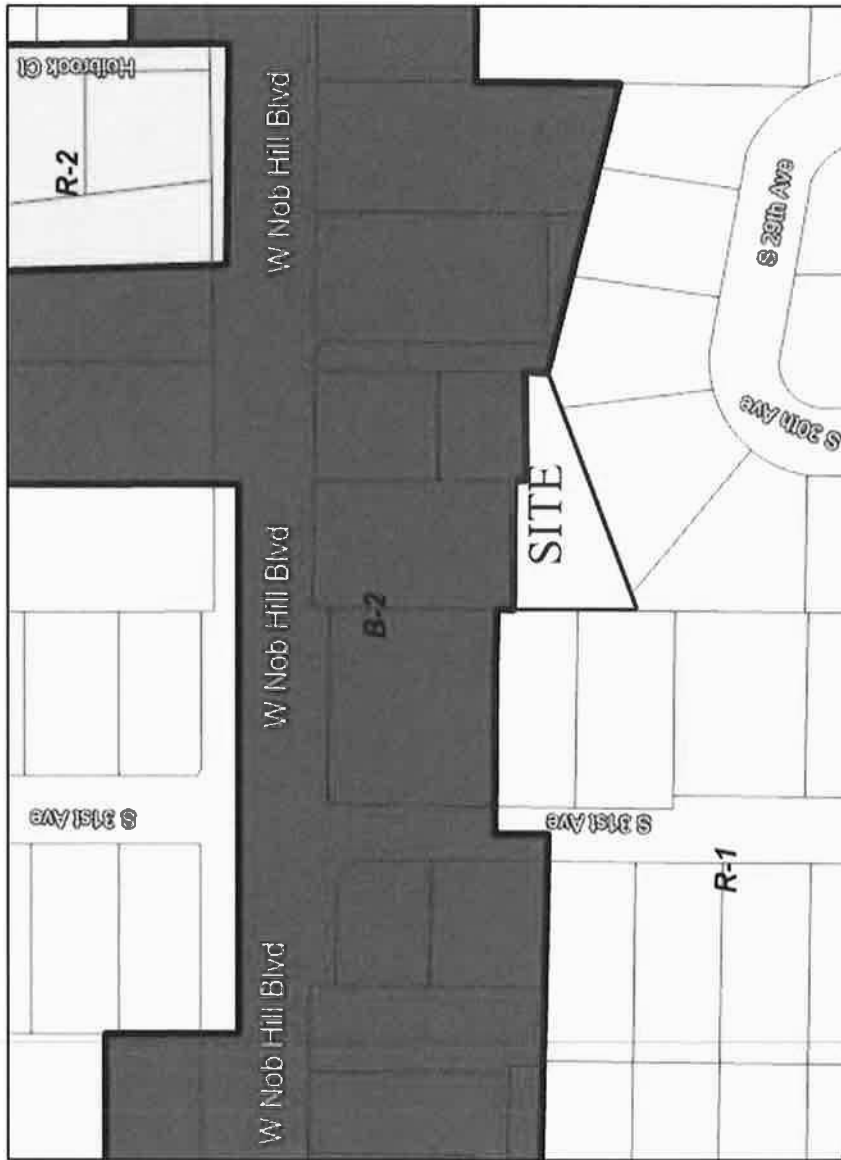 S 31st Ave
Holbrook Ct
R-2
W Nob Hill Blvd
W Nob Hill Blvd
W Nob Hill Blvd
B-2
SITE
S 31st Ave
R-1
S 30th Ave
S 29th Ave